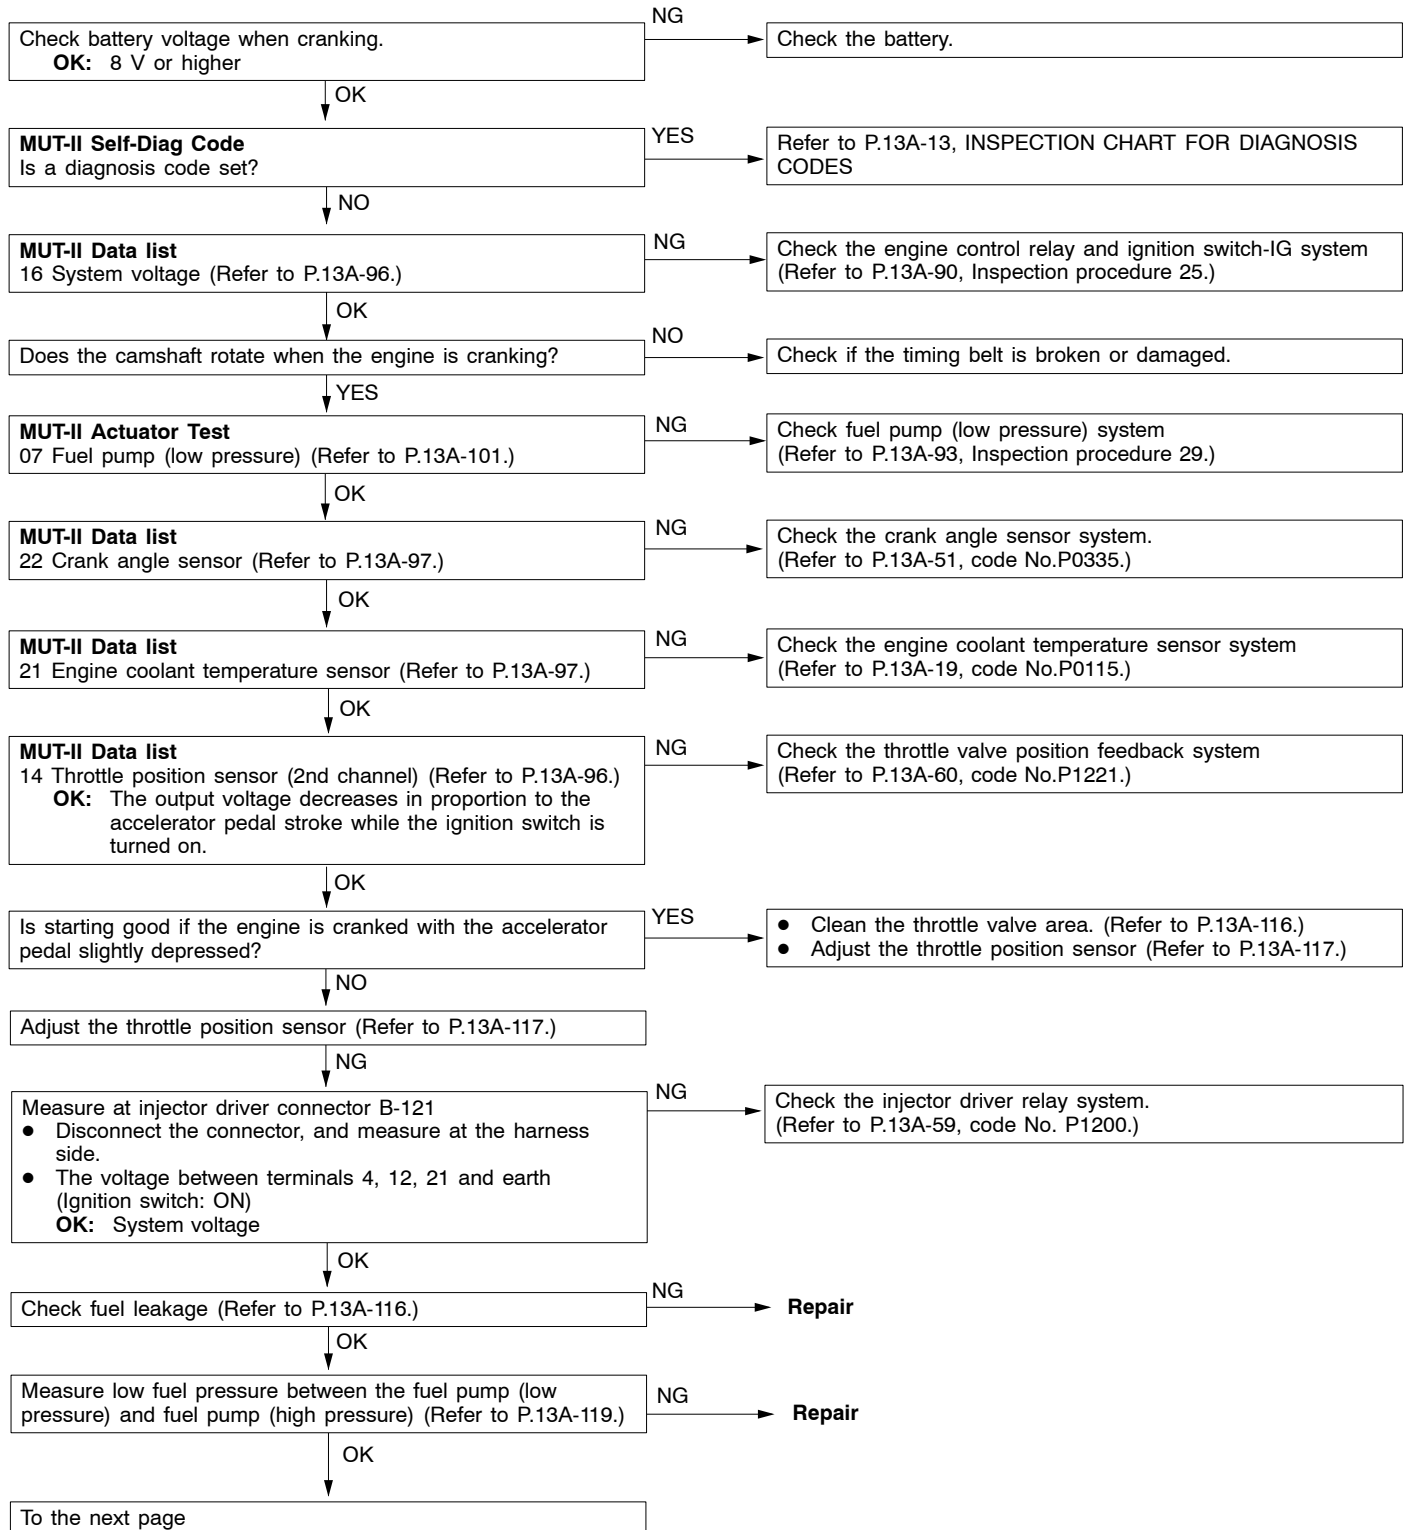 NG
Check battery voltage when cranking.
OK: 8 V or higher
Check the battery.
OK
MUT-II Self-Diag Code
Is a diagnosis code set?
YES
Refer to P.13A-13, INSPECTION CHART FOR DIAGNOSIS
CODES
NO
MUT-II Data list
16 System voltage (Refer to P.13A-96.)
NG
Check the engine control relay and ignition switch-IG system
(Refer to P.13A-90, Inspection procedure 25.)
OK
Does the camshaft rotate when the engine is cranking?
NO
Check if the timing belt is broken or damaged.
YES
MUT-II Actuator Test
07 Fuel pump (low pressure) (Refer to P.13A-101.)
NG
Check fuel pump (low pressure) system
(Refer to P.13A-93, Inspection procedure 29.)
OK
MUT-II Data list
22 Crank angle sensor (Refer to P.13A-97.)
NG
Check the crank angle sensor system.
(Refer to P.13A-51, code No.P0335.)
OK
MUT-II Data list
21 Engine coolant temperature sensor (Refer to P.13A-97.)
NG
Check the engine coolant temperature sensor system
(Refer to P.13A-19, code No.P0115.)
OK
MUT-II Data list
14 Throttle position sensor (2nd channel) (Refer to P.13A-96.)
OK: The output voltage decreases in proportion to the
accelerator pedal stroke while the ignition switch is
turned on.
NG
Check the throttle valve position feedback system
(Refer to P.13A-60, code No.P1221.)
OK
Is starting good if the engine is cranked with the accelerator
pedal slightly depressed?
YES
● Clean the throttle valve area. (Refer to P.13A-116.)
● Adjust the throttle position sensor (Refer to P.13A-117.)
NO
Adjust the throttle position sensor (Refer to P.13A-117.)
NG
Measure at injector driver connector B-121
● Disconnect the connector, and measure at the harness
side.
● The voltage between terminals 4, 12, 21 and earth
(Ignition switch: ON)
OK: System voltage
NG
Check the injector driver relay system.
(Refer to P.13A-59, code No. P1200.)
OK
Check fuel leakage (Refer to P.13A-116.)
NG
Repair
OK
Measure low fuel pressure between the fuel pump (low
pressure) and fuel pump (high pressure) (Refer to P.13A-119.)
NG
Repair
OK
To the next page